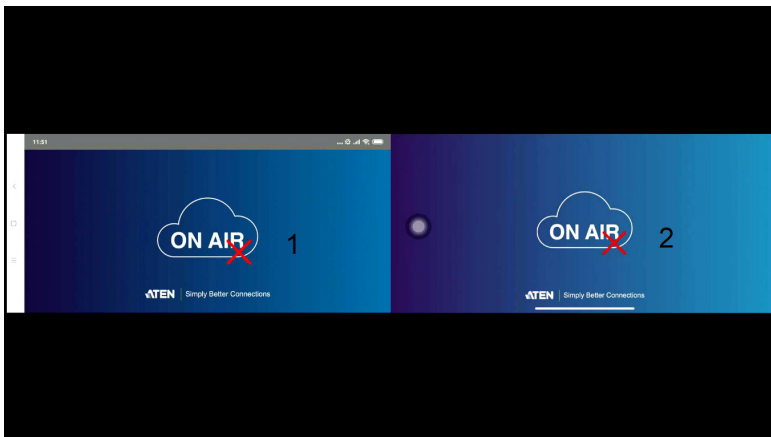 11:51
ON AIR
1
ATEN Simply Better Connections
ON AIR
2
ATEN Simply Better Connections